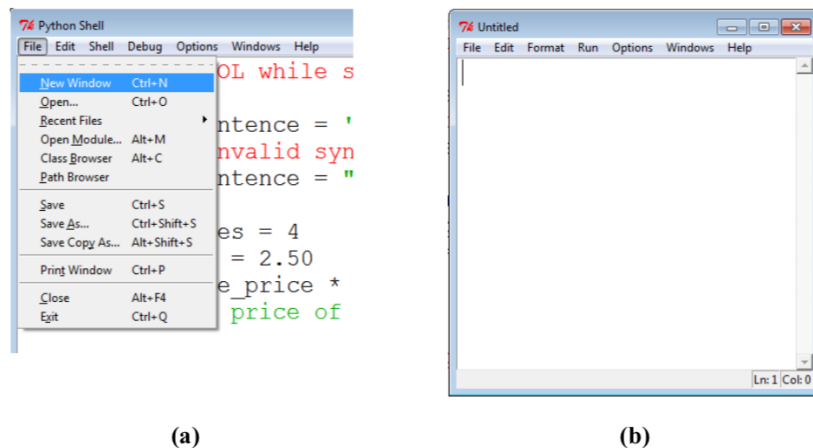 Python Shell
File Edit Shell Debug Options Windows Help
OL while s
New Window Ctrl+N
Open... Ctrl+O
Recent Files
ntence = '
Open Module... Alt+M
nvalid syn
Class Browser Alt+C
Path Browser
ntence = "
Save Ctrl+S
Save As... Ctrl+Shift+S
es = 4
Save Copy As... Alt+Shift+S
= 2.50
Print Window Ctrl+P
e_price *
Close Alt+F4
price of
Exit Ctrl+Q
(a)
Untitled
File Edit Format Run Options Windows Help
Ln: 1 Col: 0
(b)